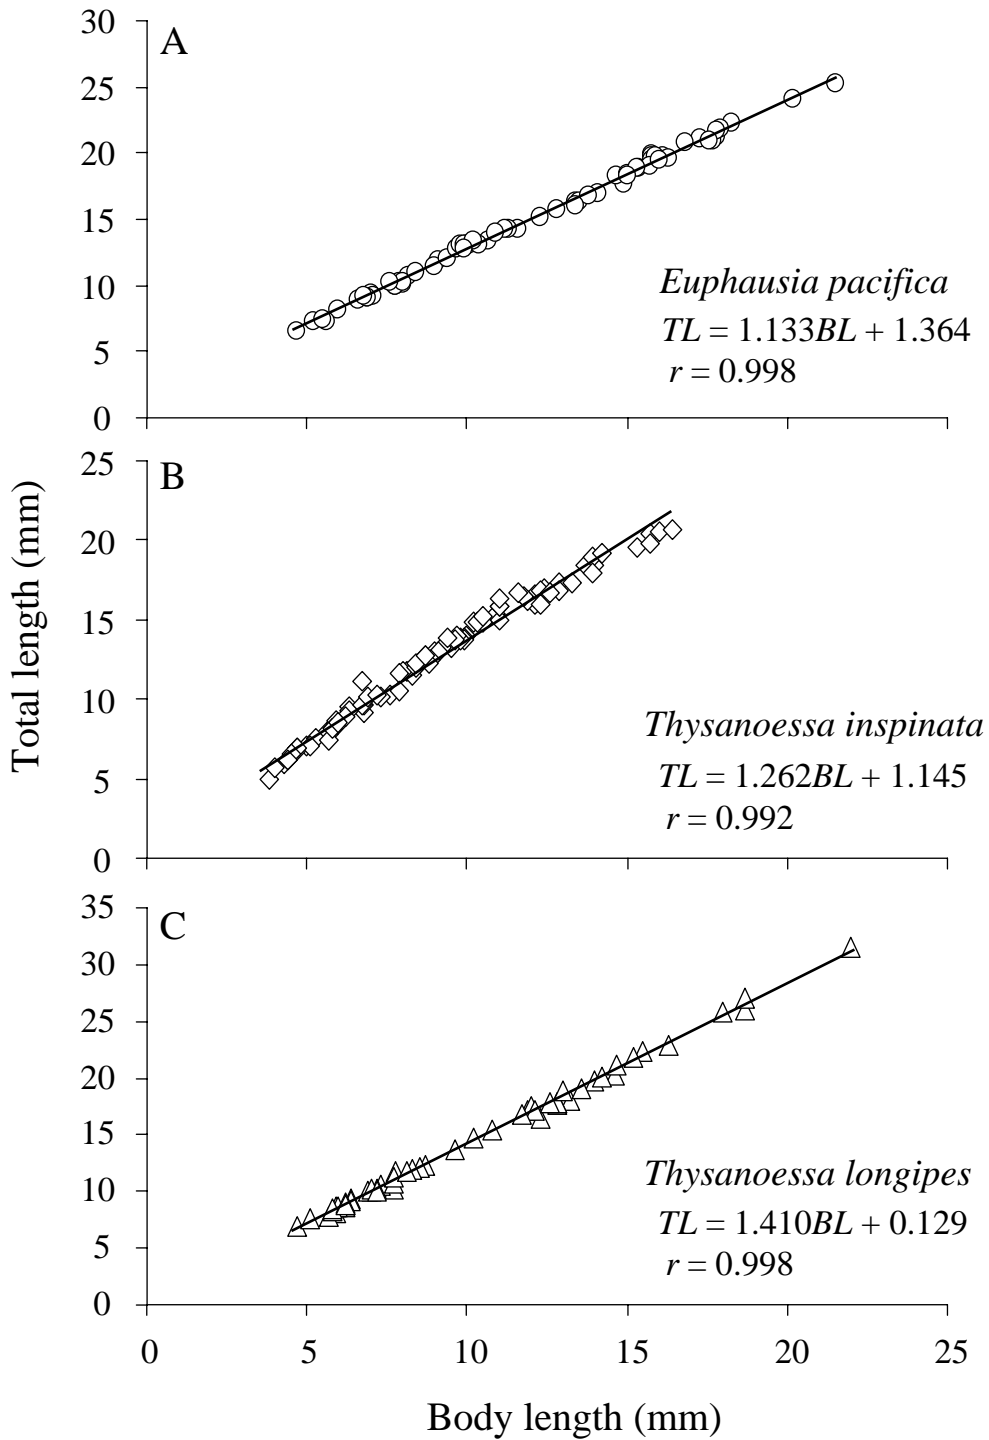 30
A
25
20
15
10
5
0
Euphausia pacifica
TL = 1.133BL + 1.364
r = 0.998
25
B
20
15
10
5
0
Thysanoessa inspinata
TL = 1.262BL + 1.145
r = 0.992
Total length (mm)
35
C
30
25
20
15
10
5
0
Thysanoessa longipes
TL = 1.410BL + 0.129
r = 0.998
0 5 10 15 20 25
Body length (mm)